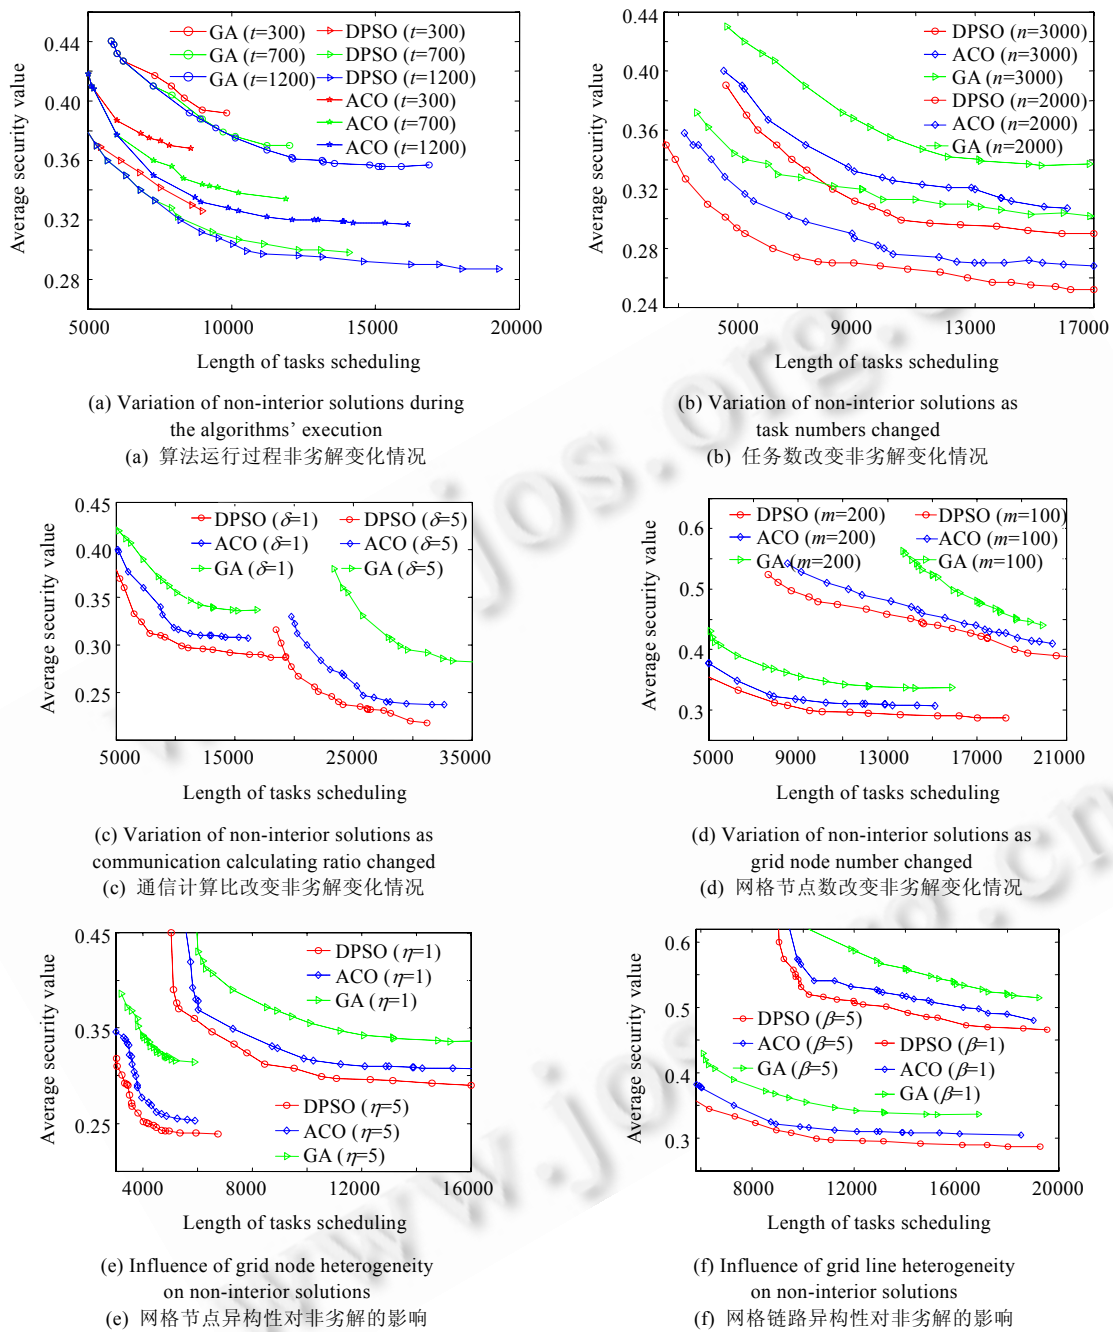 0.44
0.40
0.36
0.32
0.28
Average security value
GA (t=300)
GA (t=700)
GA (t=1200)
DPSO (t=300)
DPSO (t=700)
DPSO (t=1200)
ACO (t=300)
ACO (t=700)
ACO (t=1200)
5000 10000 15000 20000
Length of tasks scheduling
(a) Variation of non-interior solutions during
the algorithms' execution
(a) 算法运行过程非劣解变化情况
0.44
0.40
0.36
0.32
0.28
0.24
Average security value
DPSO (n=3000)
ACO (n=3000)
GA (n=3000)
DPSO (n=2000)
ACO (n=2000)
GA (n=2000)
5000 9000 13000 17000
Length of tasks scheduling
(b) Variation of non-interior solutions as
task numbers changed
(b) 任务数改变非劣解变化情况
0.45
0.40
0.35
0.30
0.25
Average security value
DPSO (δ=1)
ACO (δ=1)
GA (δ=1)
DPSO (δ=5)
ACO (δ=5)
GA (δ=5)
5000 15000 25000 35000
Length of tasks scheduling
(c) Variation of non-interior solutions as
communication calculating ratio changed
(c) 通信计算比改变非劣解变化情况
0.6
0.5
0.4
0.3
Average security value
DPSO (m=200)
ACO (m=200)
GA (m=200)
DPSO (m=100)
ACO (m=100)
GA (m=100)
5000 9000 13000 17000 21000
Length of tasks scheduling
(d) Variation of non-interior solutions as
grid node number changed
(d) 网格节点数改变非劣解变化情况
0.45
0.35
0.25
Average security value
DPSO (η=1)
ACO (η=1)
GA (η=1)
DPSO (η=5)
ACO (η=5)
GA (η=5)
4000 8000 12000 16000
Length of tasks scheduling
(e) Influence of grid node heterogeneity
on non-interior solutions
(e) 网格节点异构性对非劣解的影响
0.6
0.5
0.4
0.3
Average security value
DPSO (β=5)
ACO (β=5)
GA (β=5)
DPSO (β=1)
ACO (β=1)
GA (β=1)
8000 12000 16000 20000
Length of tasks scheduling
(f) Influence of grid line heterogeneity
on non-interior solutions
(f) 网格链路异构性对非劣解的影响
www.jos.org.cn
www.jos.org.cn